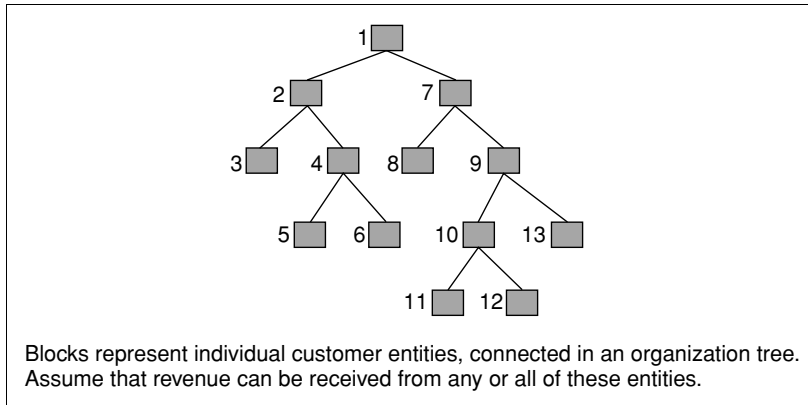 1
2 7
3 4 8 9
5 6 10 13
11 12
Blocks represent individual customer entities, connected in an organization tree.
Assume that revenue can be received from any or all of these entities.